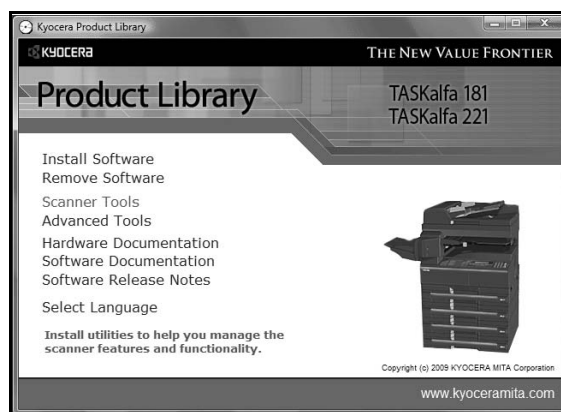 Kyocera Product Library
KYOCERA
THE NEW VALUE FRONTIER
Product Library
TASKalfa 181
TASKalfa 221
Install Software
Remove Software
Scanner Tools
Advanced Tools
Hardware Documentation
Software Documentation
Software Release Notes
Select Language
Install utilities to help you manage the
scanner features and functionality.
Copyright (c) 2009 KYOCERA MITA Corporation
www.kyoceramita.com